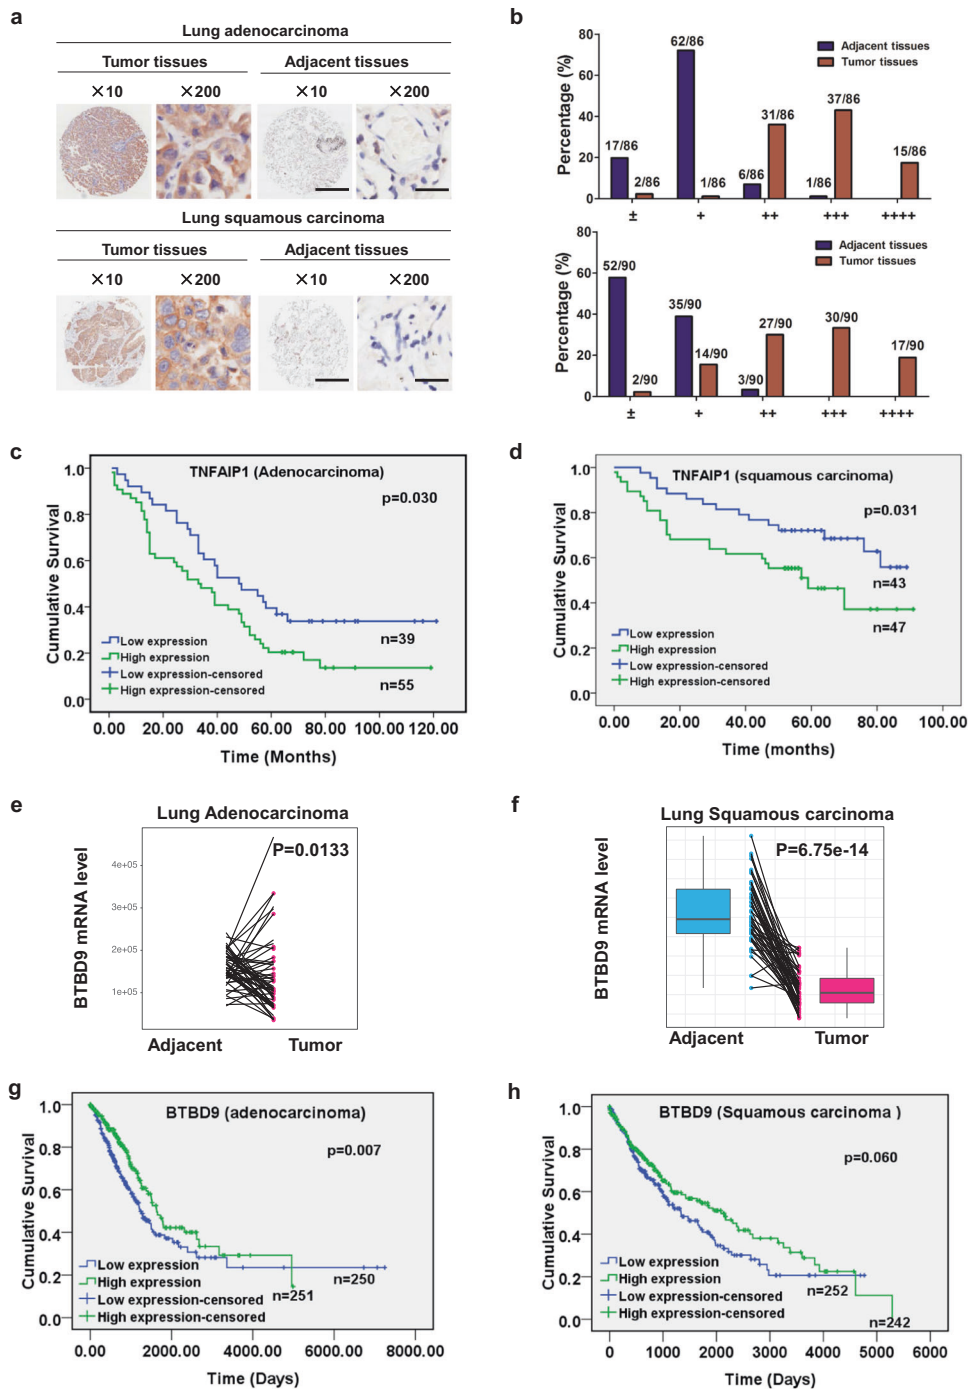 a
Lung adenocarcinoma
Tumor tissues Adjacent tissues
×10 ×200 ×10 ×200
Lung squamous carcinoma
Tumor tissues Adjacent tissues
×10 ×200 ×10 ×200
b
Percentage (%)
80
60
40
20
0
17/86
2/86
62/86
1/86
6/86
31/86
1/86
37/86
15/86
Adjacent tissues
Tumor tissues
± + ++ +++ ++++
Percentage (%)
80
60
40
20
0
52/90
2/90
35/90
14/90
3/90
27/90
30/90
17/90
Adjacent tissues
Tumor tissues
± + ++ +++ ++++
c
TNFAIP1 (Adenocarcinoma)
p=0.030
Cumulative Survival
1.0
0.8
0.6
0.4
0.2
0.0
n=39
n=55
Low expression
High expression
Low expression-censored
Hign expression-censored
0.00 20.00 40.00 60.00 80.00 100.00 120.00
Time (Months)
d
TNFAIP1 (squamous carcinoma)
p=0.031
Cumulative Survival
1.0
0.8
0.6
0.4
0.2
0.0
n=43
n=47
Low expression
High expression
Low expression-censored
High expression-censored
0.00 20.00 40.00 60.00 80.00 100.00
Time (months)
e
Lung Adenocarcinoma
P=0.0133
BTBD9 mRNA level
4e+05
3e+05
2e+05
1e+05
Adjacent Tumor
f
Lung Squamous carcinoma
P=6.75e-14
BTBD9 mRNA level
Adjacent Tumor
g
BTBD9 (adenocarcinoma)
p=0.007
Cumulative Survival
1.0
0.8
0.6
0.4
0.2
0.0
n=250
n=251
Low expression
High expression
Low expression-censored
High expression-censored
0.00 2000.00 4000.00 6000.00 8000.00
Time (Days)
h
BTBD9 (Squamous carcinoma )
p=0.060
Cumulative Survival
1.0
0.8
0.6
0.4
0.2
0.0
n=252
n=242
Low expression
High expression
Low expression-censored
High expression-censored
0 1000 2000 3000 4000 5000 6000
Time (Days)